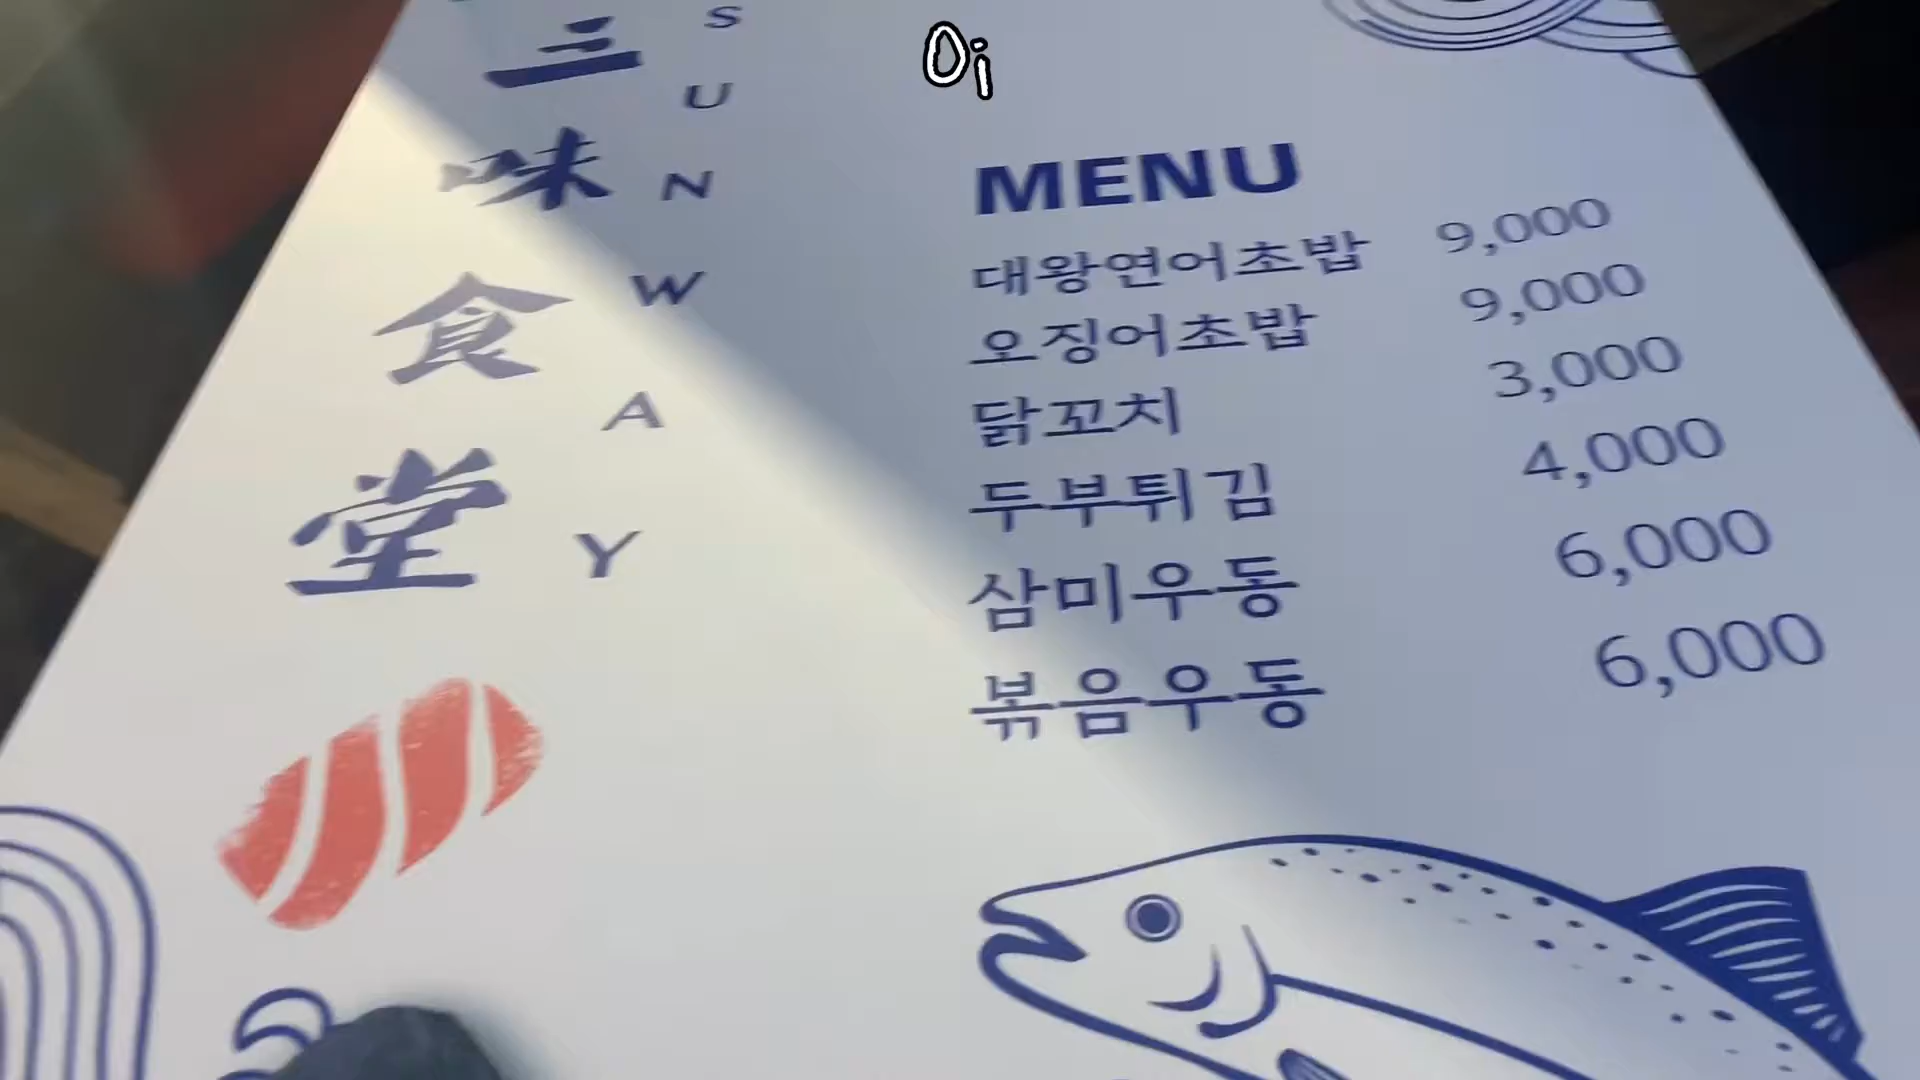 Oi
三味食堂
SUNWAY
MENU
대왕연어초밥 9,000
오징어초밥 9,000
닭꼬치 3,000
두부튀김 4,000
삼미우동 6,000
볶음우동 6,000